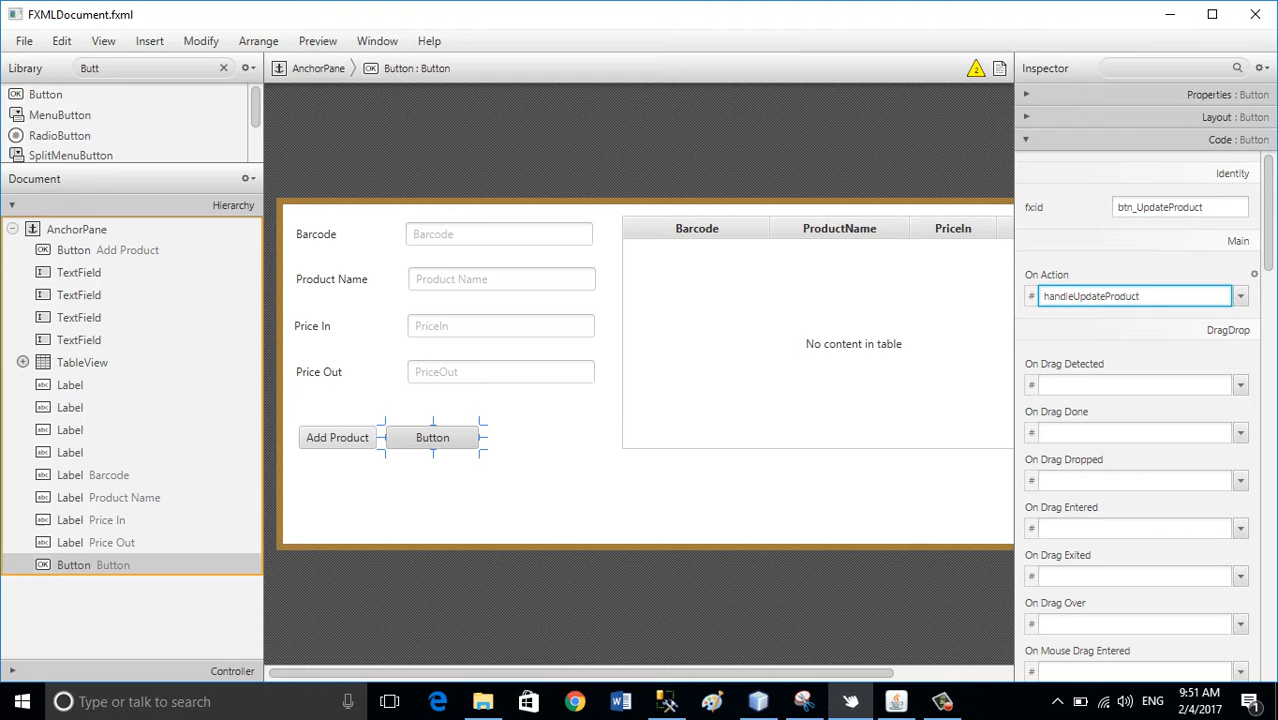 FXMLDocument.fxml
File Edit View Insert Modify Arrange Preview Window Help
Library Butt
AnchorPane Button : Button
2
Inspector
Button
MenuButton
RadioButton
SplitMenuButton
Document
Hierarchy
AnchorPane
Button Add Product
TextField
TextField
TextField
TextField
TableView
Label
Label
Label
Label
Label Barcode
Label Product Name
Label Price In
Label Price Out
Button Button
Controller
Barcode Barcode
Product Name Product Name
Price In PriceIn
Price Out PriceOut
Add Product Button
Barcode ProductName PriceIn
No content in table
Properties : Button
Layout : Button
Code : Button
Identity
fx:id btn_UpdateProduct
Main
On Action
# handleUpdateProduct
DragDrop
On Drag Detected
#
On Drag Done
#
On Drag Dropped
#
On Drag Entered
#
On Drag Exited
#
On Drag Over
#
On Mouse Drag Entered
#
Type or talk to search
ENG
9:51 AM
2/4/2017
1